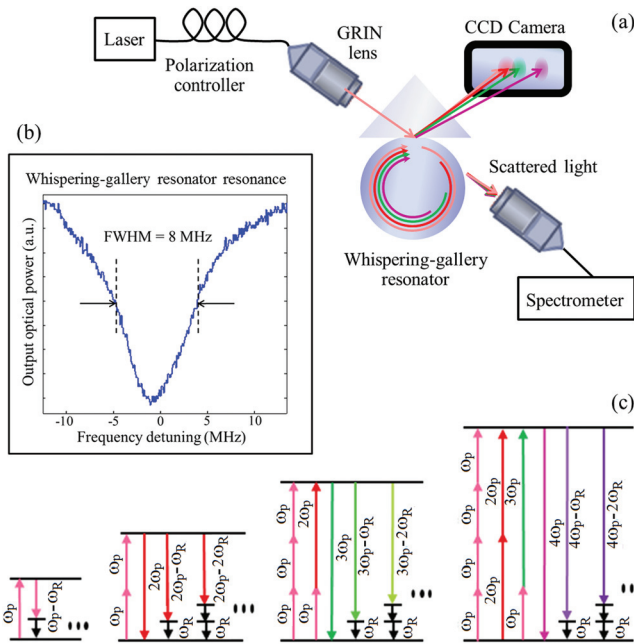 (a)
Laser
Polarization
controller
GRIN
lens
CCD Camera
Scattered light
Whispering-gallery
resonator
Spectrometer
(b)
Whispering-gallery resonator resonance
FWHM = 8 MHz
Output optical power (a.u.)
-10 -5 0 5 10
Frequency detuning (MHz)
(c)
ωp
ωp-ωR
ωR
•••
ωp
ωp
2ωp
2ωp-ωR
ωR
2ωp-2ωR
ωR
•••
ωp
ωp
ωp
2ωp
ωp
3ωp
3ωp-ωR
ωR
3ωp-2ωR
ωR
•••
ωp
ωp
ωp
ωp
2ωp
2ωp
3ωp
ωp
4ωp
4ωp-ωR
ωR
4ωp-2ωR
ωR